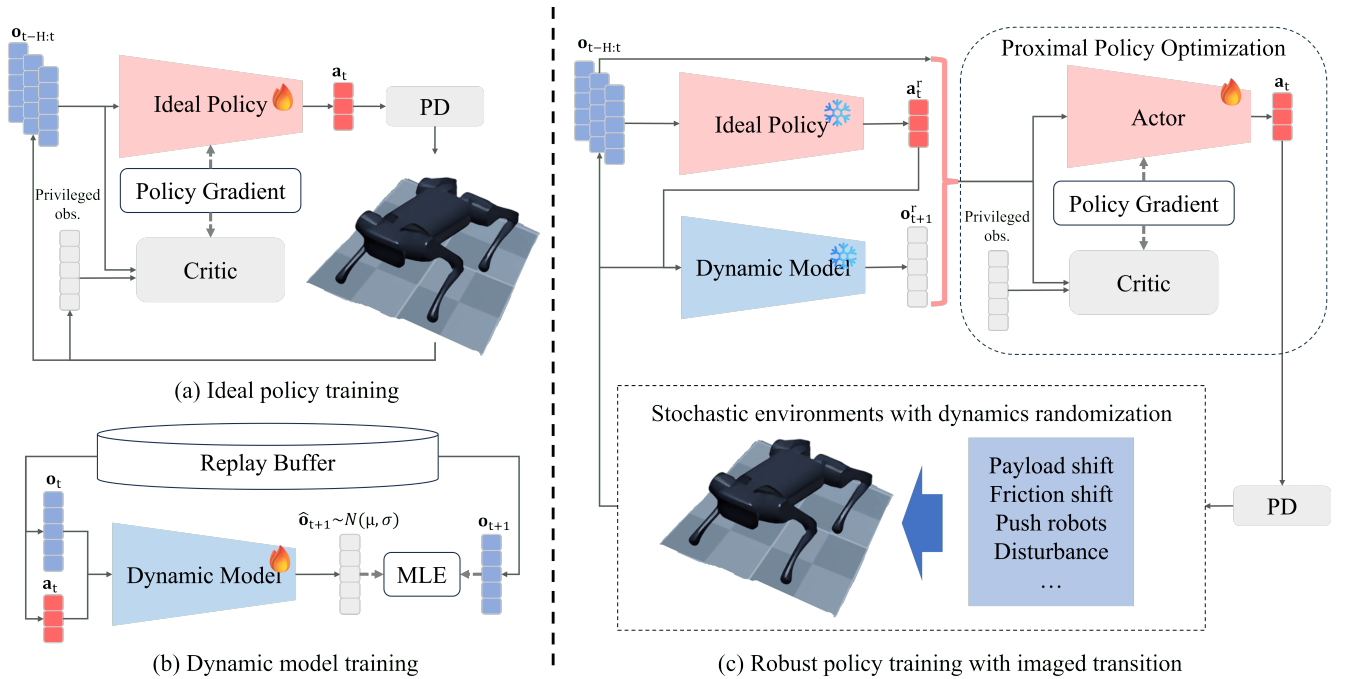 o_{t−H:t}
Ideal Policy
a_t
PD
Policy Gradient
Privileged
obs.
Critic
(a) Ideal policy training
Replay Buffer
o_t
a_t
Dynamic Model
ô_{t+1}~N(μ, σ)
MLE
o_{t+1}
(b) Dynamic model training
o_{t−H:t}
Ideal Policy
a_t^r
Dynamic Model
o_{t+1}^r
Proximal Policy Optimization
Actor
a_t
Policy Gradient
Privileged
obs.
Critic
Stochastic environments with dynamics randomization
Payload shift
Friction shift
Push robots
Disturbance
…
PD
(c) Robust policy training with imaged transition